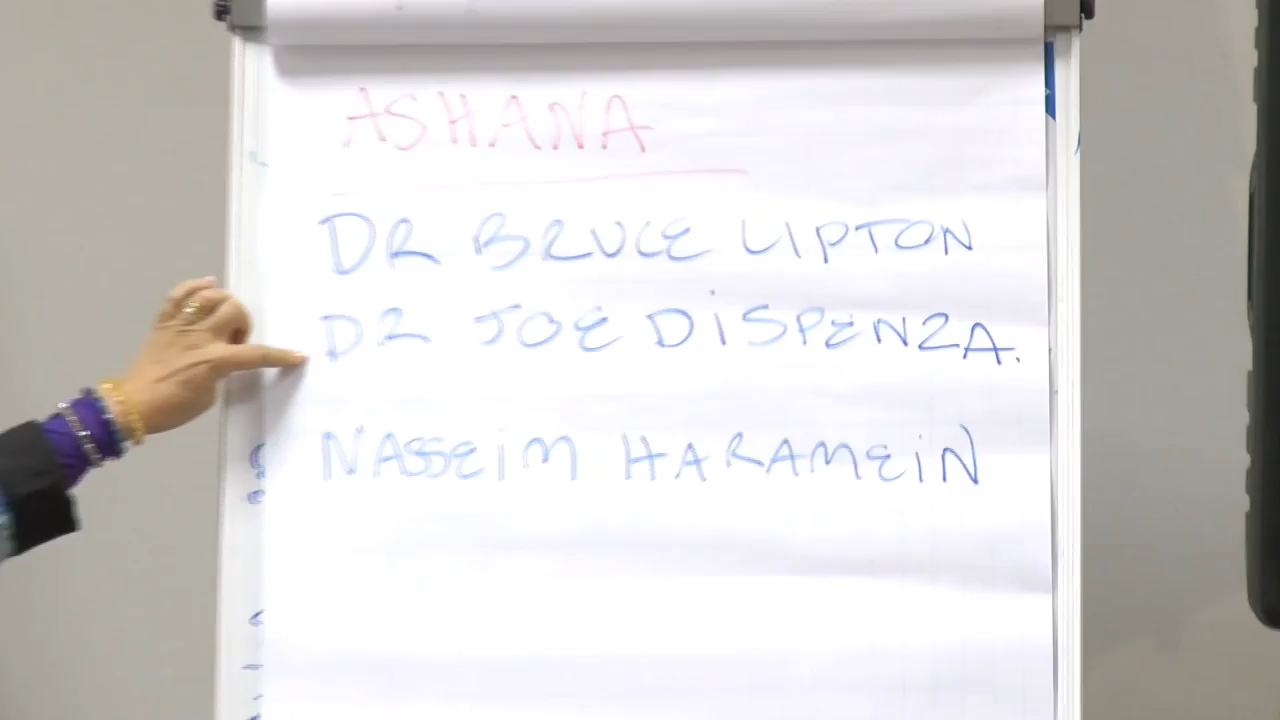 ASHANA
DR BRUCE LIPTON
DR JOE DiSPENZA.
NASSEiM HARAMEiN